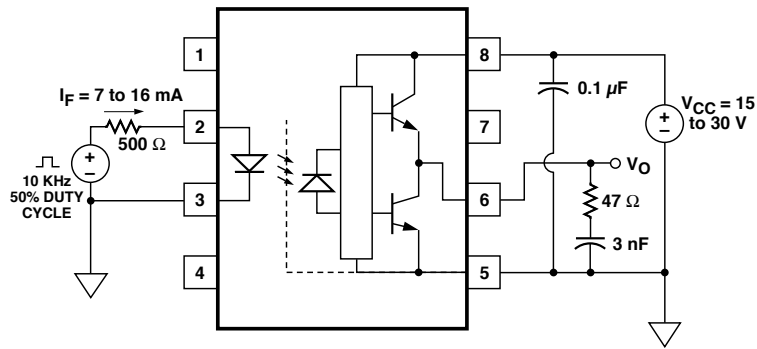 1
8
I_F = 7 to 16 mA
+
–
0.1 µF
V_CC = 15
to 30 V
2
7
500 Ω
+
–
10 KHz
50% DUTY
CYCLE
3
6
V_O
47 Ω
3 nF
4
5